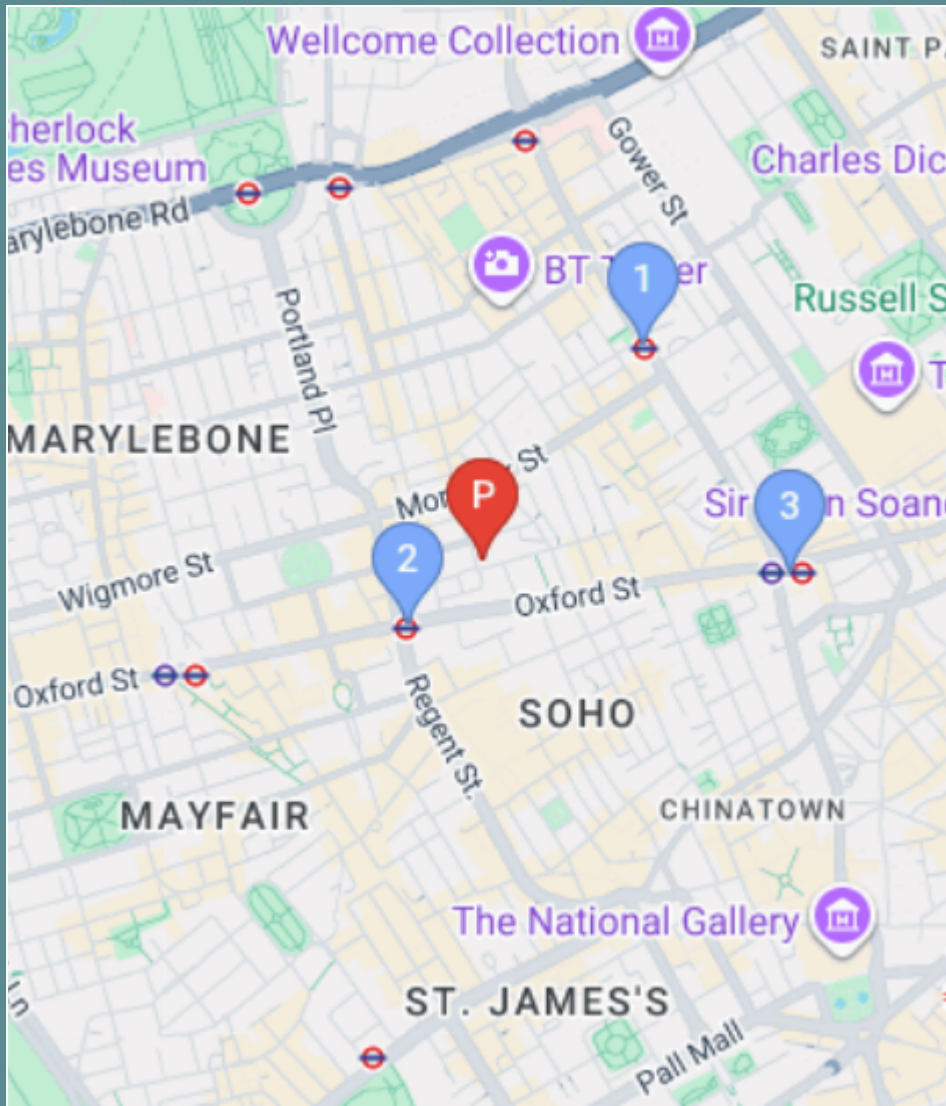 Wellcome Collection
SAINT P
herlock
es Museum
Gower St
Charles Dic
arylebone Rd
BT T
er
1
Russell S
Portland Pl
T
MARYLEBONE
Mor
St
P
Sir
n Soan
3
2
Wigmore St
Oxford St
Oxford St
Regent St.
SOHO
MAYFAIR
CHINATOWN
The National Gallery
Ln
ST. JAMES'S
Pall Mall